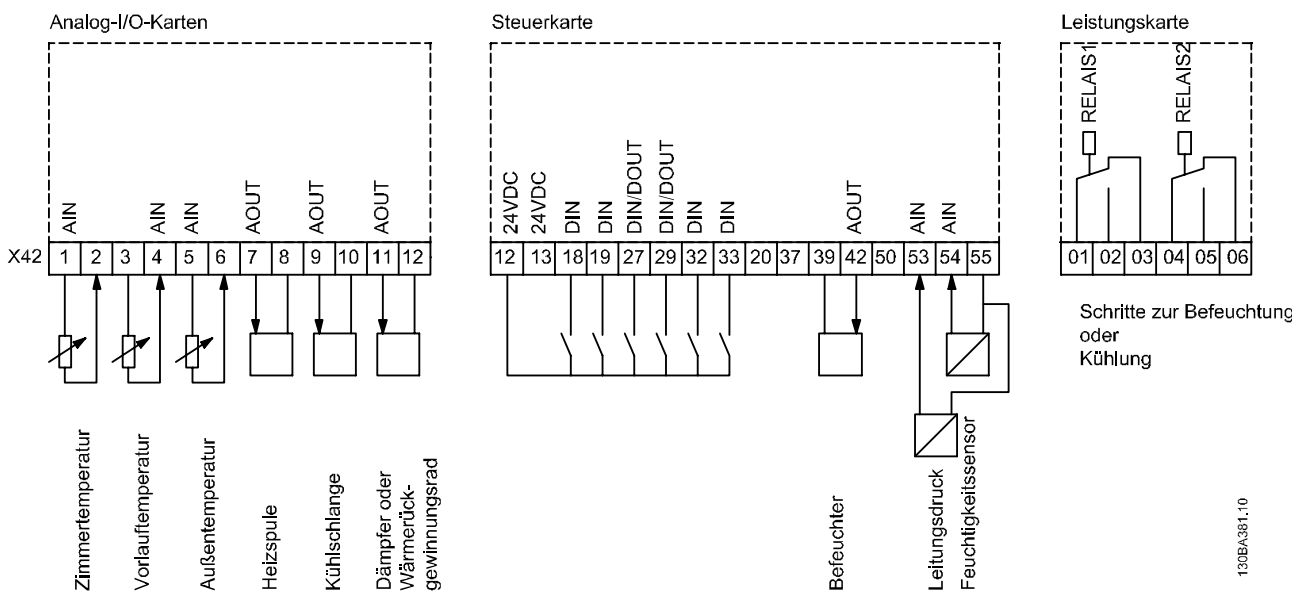 Analog-I/O-Karten
Steuerkarte
Leistungskarte
RELAIS1
RELAIS2
AIN
AIN
AIN
AOUT
AOUT
AOUT
24VDC
24VDC
DIN
DIN
DIN/DOUT
DIN/DOUT
DIN
DIN
AOUT
AIN
AIN
X42 1 2 3 4 5 6 7 8 9 10 11 12
12 13 18 19 27 29 32 33 20 37 39 42 50 53 54 55
01 02 03 04 05 06
Schritte zur Befeuchtung
oder
Kühlung
Zimmertemperatur
Vorlauftemperatur
Außentemperatur
Heizspule
Kühlschlange
Dämpfer oder
Wärmerück-
gewinnungsrad
Befeuchter
Leitungsdruck
Feuchtigkeitssensor
130BA381.10